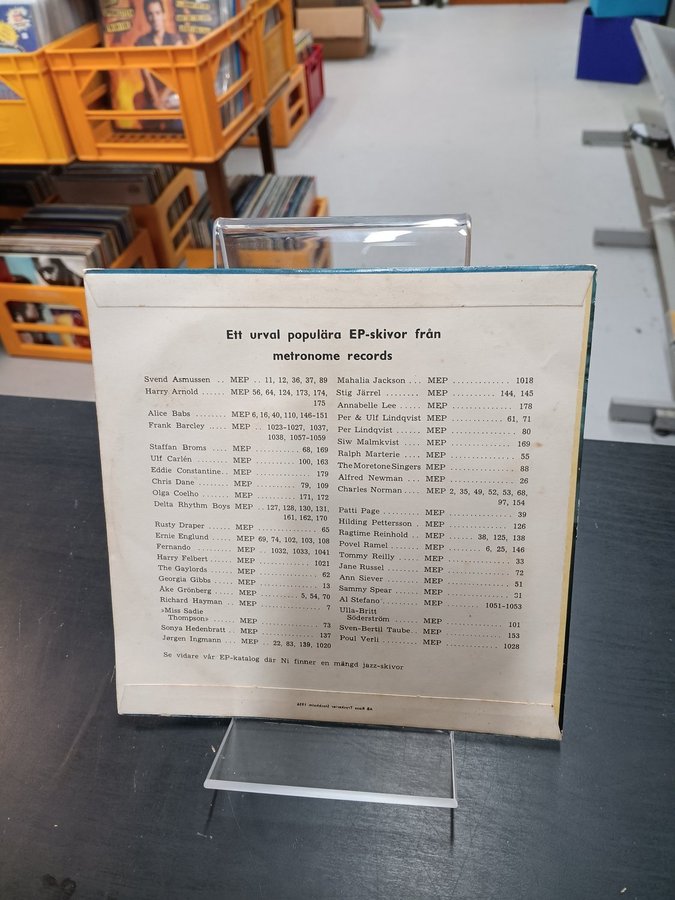 Ett urval populära EP-skivor från
metronome records
Svend Asmussen .. MEP .. 11, 12, 36, 37, 89
Harry Arnold ...... MEP 56, 64, 124, 173, 174,
175
Alice Babs ........ MEP 6, 16, 40, 110, 146–151
Frank Barcley .... MEP .. 1023–1027, 1037,
1038, 1057–1059
Staffan Broms .... MEP ............ 68, 169
Ulf Carlén ........ MEP ............ 100, 163
Eddie Constantine.. MEP ................ 179
Chris Dane ........ MEP ............ 79, 109
Olga Coelho ....... MEP ............ 171, 172
Delta Rhythm Boys MEP .. 127, 128, 130, 131,
161, 162, 170
Rusty Draper ...... MEP ................ 65
Ernie Englund .... MEP 69, 74, 102, 103, 108
Fernando .......... MEP .. 1032, 1033, 1041
Harry Felbert ..... MEP ................ 1021
The Gaylords ...... MEP ................ 62
Georgia Gibbs ..... MEP ................ 13
Åke Grönberg ...... MEP ............ 5, 54, 70
Richard Hayman .. MEP ................ 7
»Miss Sadie
Thompson» ...... MEP ................ 73
Sonya Hedenbratt .. MEP ................ 137
Jørgen Ingmann ... MEP .. 22, 83, 139, 1020
Mahalia Jackson ... MEP ............ 1018
Stig Järrel ........ MEP ............ 144, 145
Annabelle Lee ..... MEP ................ 178
Per & Ulf Lindqvist MEP ............ 61, 71
Per Lindqvist ..... MEP ................ 80
Siw Malmkvist .... MEP ................ 169
Ralph Marterie .... MEP ................ 55
The Moretone Singers MEP ................ 88
Alfred Newman .... MEP ................ 26
Charles Norman .... MEP 2, 35, 49, 52, 53, 68,
97, 154
Patti Page ........ MEP ................ 39
Hilding Pettersson . MEP ................ 126
Ragtime Reinhold .. MEP ...... 38, 125, 138
Povel Ramel ....... MEP ........ 6, 25, 146
Tommy Reilly ..... MEP ................ 33
Jane Russel ....... MEP ................ 72
Ann Siever ........ MEP ................ 51
Sammy Spear ...... MEP ................ 31
Al Stefano ........ MEP ........ 1051–1053
Ulla-Britt
Söderström ...... MEP ................ 101
Sven-Bertil Taube.. MEP ................ 153
Poul Verli ........ MEP ................ 1028
Se vidare vår EP-katalog där Ni finner en mängd jazz-skivor